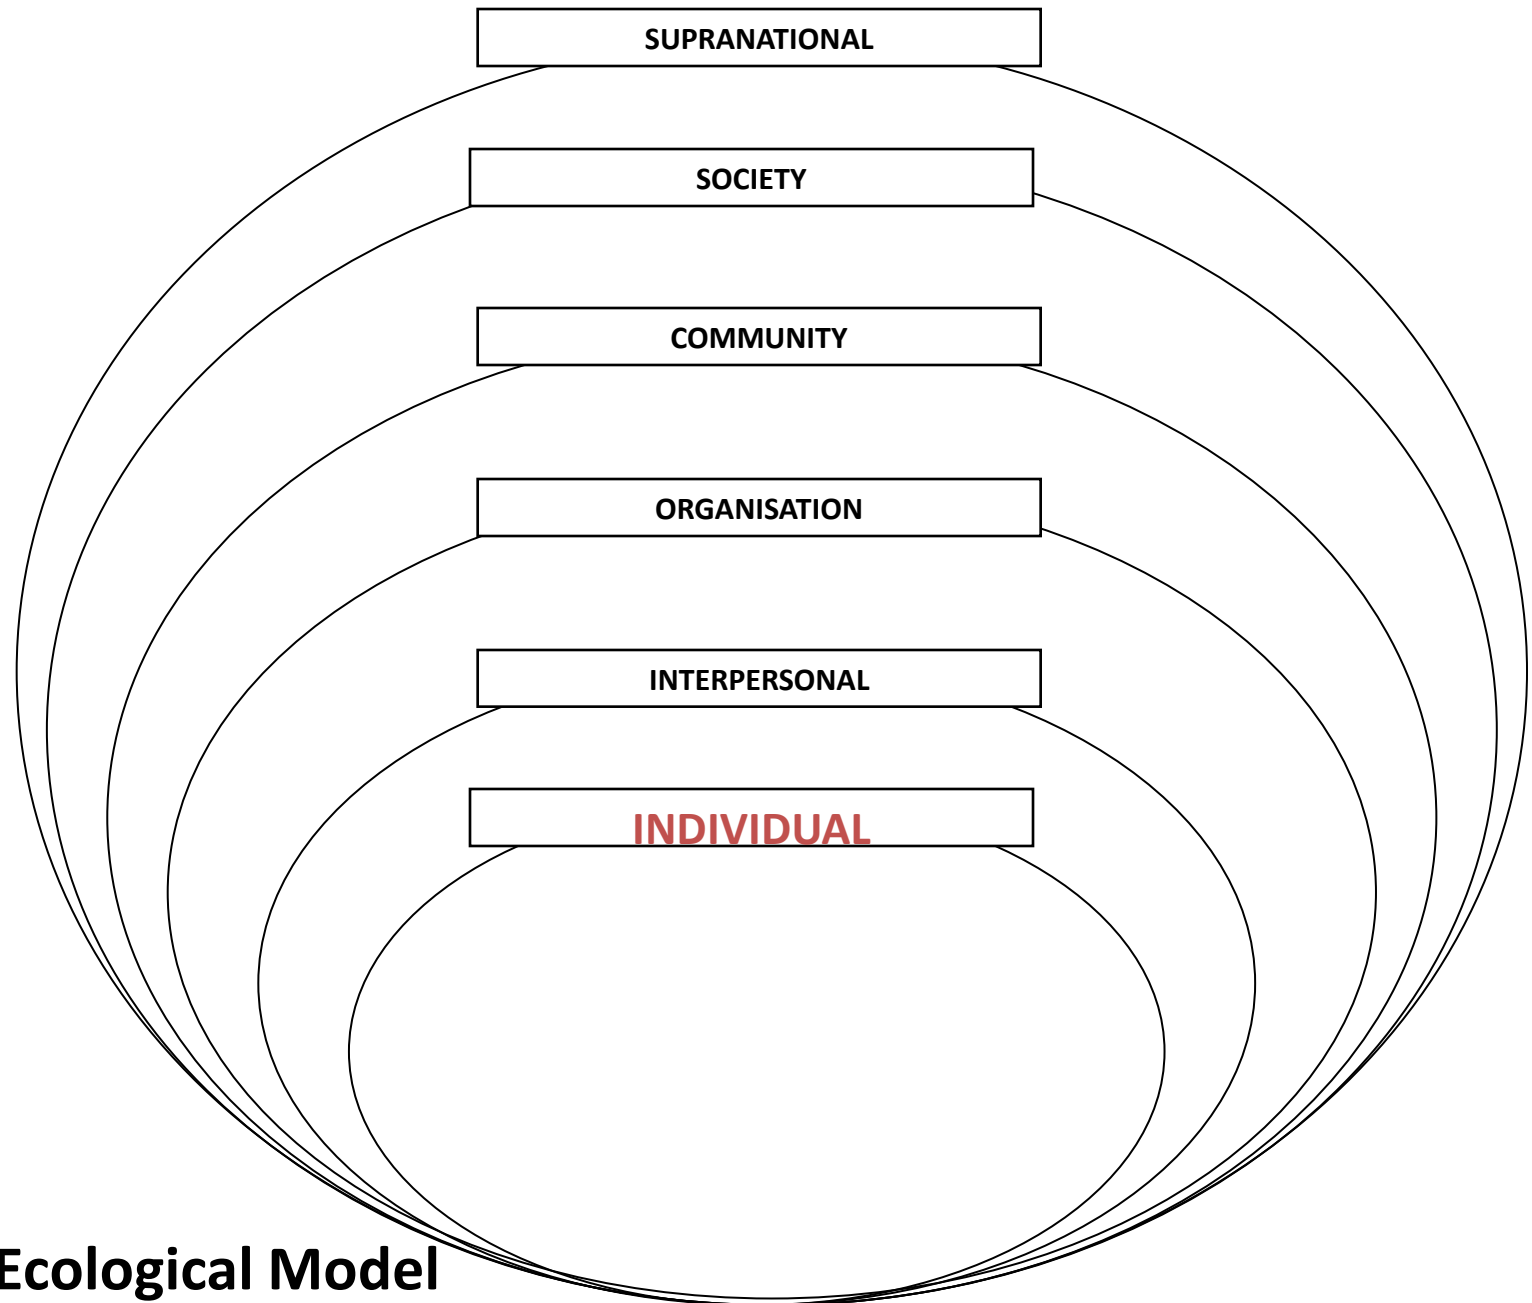 SUPRANATIONAL
SOCIETY
COMMUNITY
ORGANISATION
INTERPERSONAL
INDIVIDUAL
Ecological Model